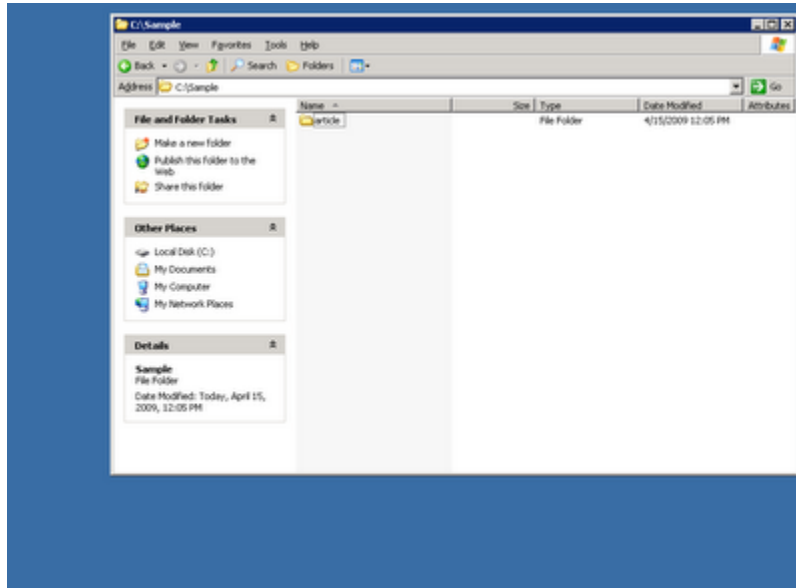 C:\Sample
File Edit View Favorites Tools Help
Back Search Folders
Address C:\Sample Go
Name Size Type Date Modified Attributes
article File Folder 4/15/2009 12:05 PM
File and Folder Tasks
Make a new folder
Publish this folder to the
Web
Share this folder
Other Places
Local Disk (C:)
My Documents
My Computer
My Network Places
Details
Sample
File Folder
Date Modified: Today, April 15,
2009, 12:05 PM